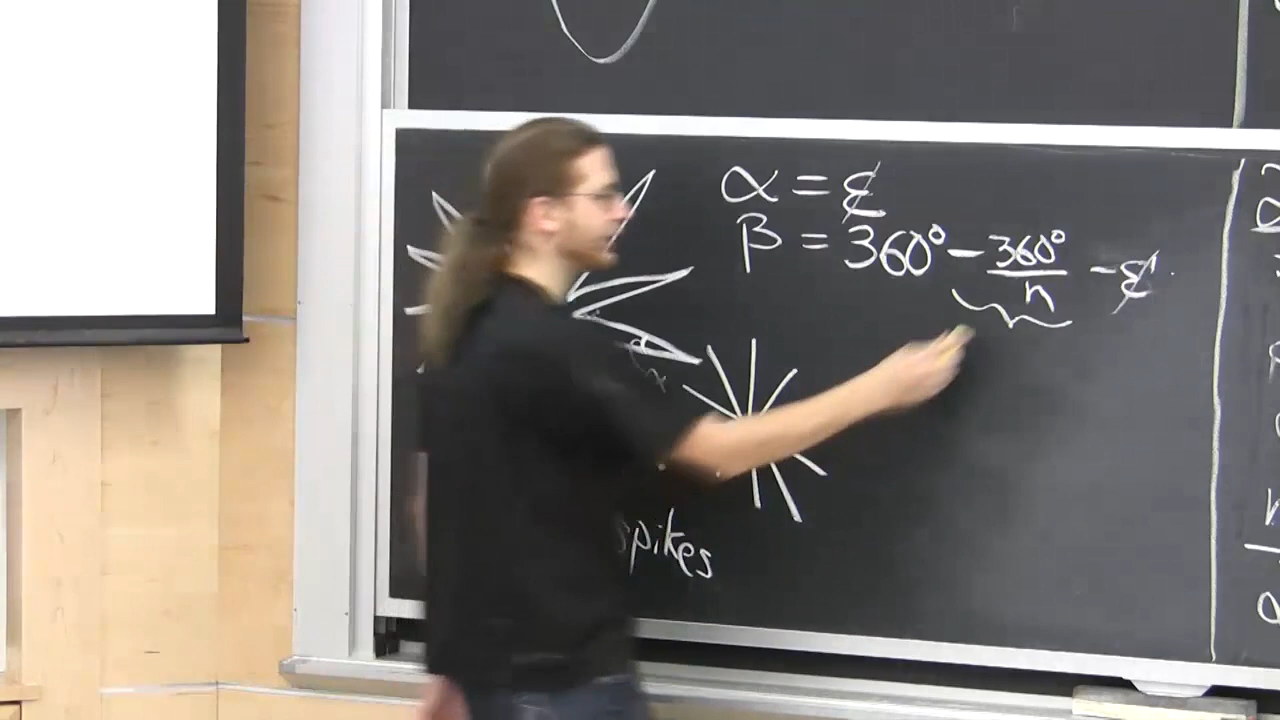 α = ε
β = 360° - 360°/n - ε
α
spikes